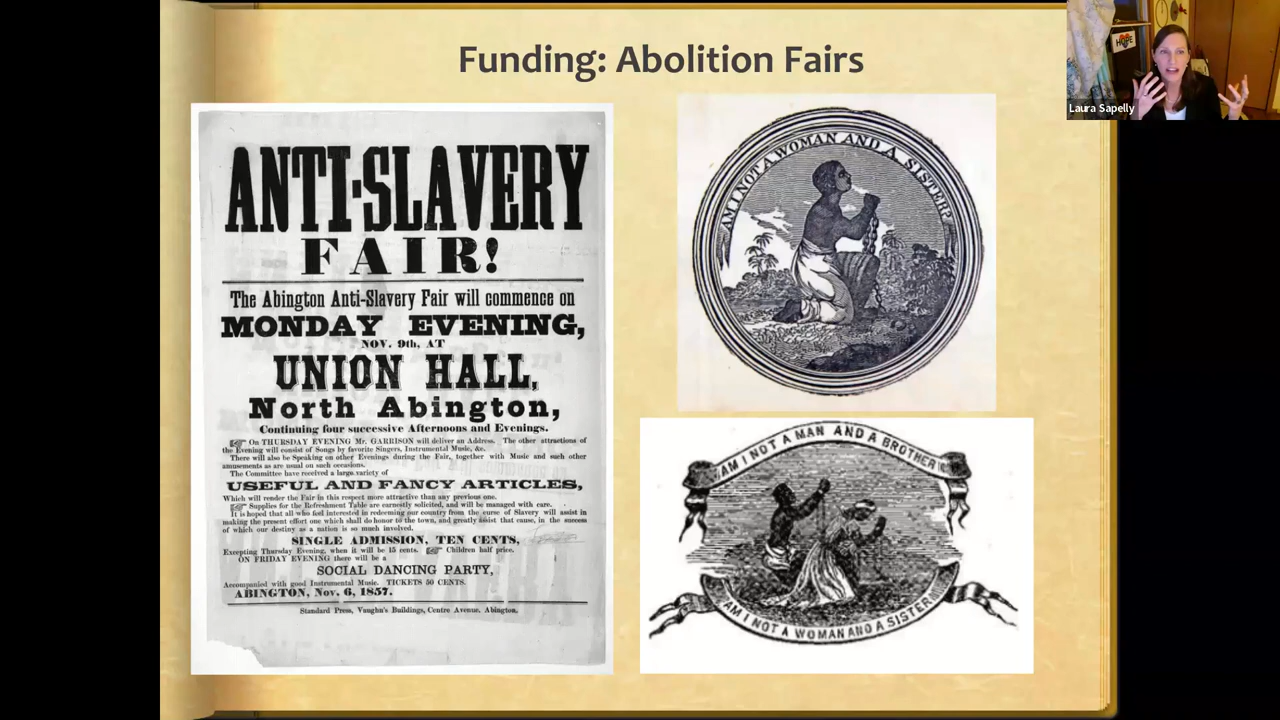 Funding: Abolition Fairs
HOPE
Laura Sapelly
ANTI-SLAVERY
FAIR!
The Abington Anti-Slavery Fair will commence on
MONDAY EVENING,
NOV. 9th, AT
UNION HALL,
North Abington,
Continuing four successive Afternoons and Evenings.
On THURSDAY EVENING Mr. GARRISON will deliver an Address. The other attractions of
the Evening will consist of Songs by favorite Singers, Instrumental Music, &c.
There will also be Speaking on other Evenings during the Fair, together with Music and such other
amusements as are usual on such occasions.
The Committee have received a large variety of
USEFUL AND FANCY ARTICLES,
Which will render the Fair in this respect more attractive than any previous one.
Supplies for the Refreshment Table are earnestly solicited, and will be managed with care.
It is hoped that all who feel interested in redeeming our country from the curse of Slavery will assist in
making the present effort one which shall do honor to the town, and greatly assist that cause, in the success
of which our destiny as a nation is so much involved.
SINGLE ADMISSION, TEN CENTS,
Excepting Thursday Evening, when it will be 15 cents. Children half price.
ON FRIDAY EVENING there will be a
SOCIAL DANCING PARTY,
Accompanied with good Instrumental Music. TICKETS 50 CENTS.
ABINGTON, Nov. 6, 1857.
Standard Press, Vaughn's Buildings, Centre Avenue, Abington.
AM I NOT A WOMAN AND A SISTER?
AM I NOT A MAN AND A BROTHER
AM I NOT A WOMAN AND A SISTER